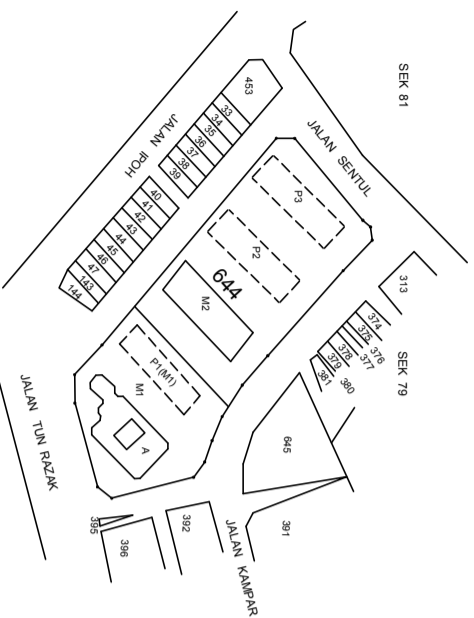 SEK 81
JALAN SENTUL
JALAN IPOH
453
33
34
35
36
37
38
39
40
41
42
43
44
45
46
47
143
144
P3
P2
644
M2
P1(M1)
M1
A
313
374
375
376
377
378
379
380
381
SEK 79
645
391
392
395
396
JALAN KAMPAR
JALAN TUN RAZAK